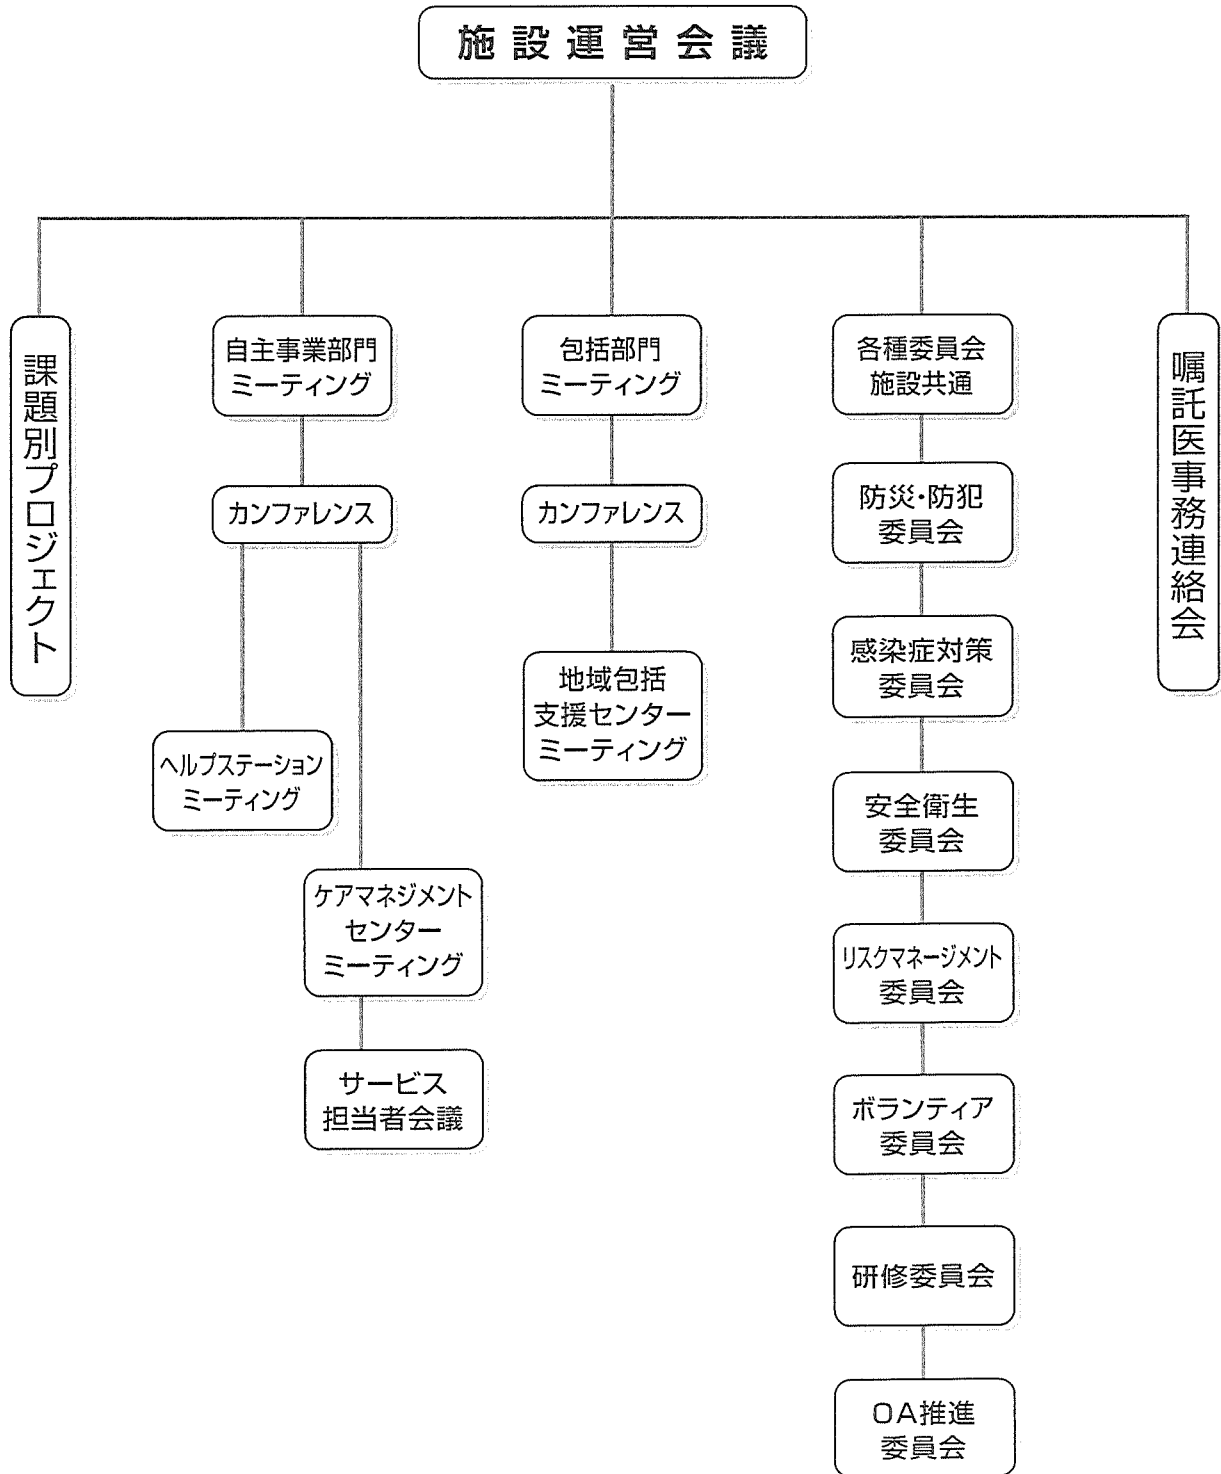 施設運営会議
課題別プロジェクト
自主事業部門
ミーティング
カンファレンス
ヘルプステーション
ミーティング
ケアマネジメント
センター
ミーティング
サービス
担当者会議
包括部門
ミーティング
カンファレンス
地域包括
支援センター
ミーティング
各種委員会
施設共通
防災・防犯
委員会
感染症対策
委員会
安全衛生
委員会
リスクマネージメント
委員会
ボランティア
委員会
研修委員会
OA推進
委員会
嘱託医事務連絡会